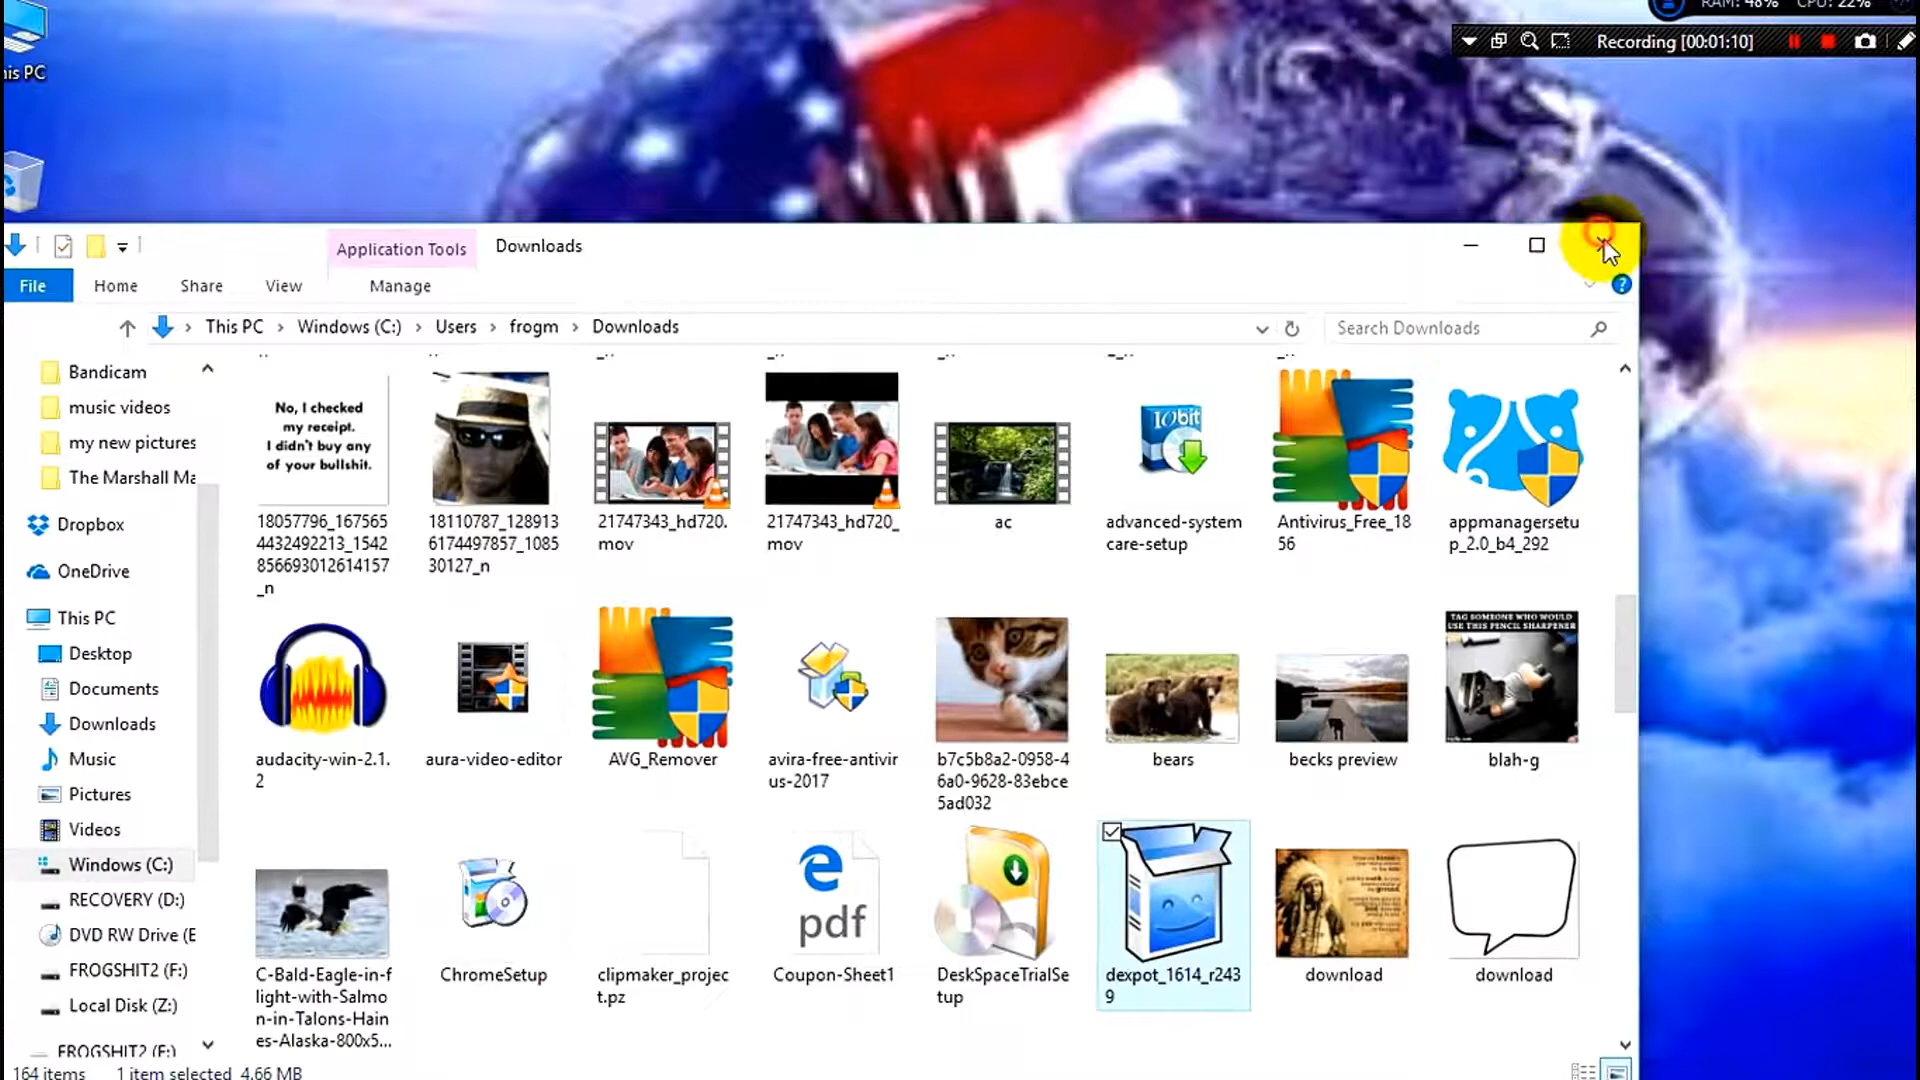 RAM: 48% CPU: 22%
Recording [00:01:10]
his PC
Application Tools
Downloads
File
Home
Share
View
Manage
This PC
Windows (C:)
Users
frogm
Downloads
Search Downloads
Bandicam
music videos
my new pictures
The Marshall Ma
Dropbox
OneDrive
This PC
Desktop
Documents
Downloads
Music
Pictures
Videos
Windows (C:)
RECOVERY (D:)
DVD RW Drive (E
FROGSHIT2 (F:)
Local Disk (Z:)
FROGSHIT2 (F:)
No, I checked
my receipt.
I didn't buy any
of your bullshit.
18057796_167565
4432492213_1542
856693012614157
_n
18110787_128913
6174497857_1085
30127_n
21747343_hd720.
mov
21747343_hd720_
mov
ac
IObit
advanced-system
care-setup
Antivirus_Free_18
56
appmanagersetu
p_2.0_b4_292
audacity-win-2.1.
2
aura-video-editor
AVG_Remover
avira-free-antivir
us-2017
b7c5b8a2-0958-4
6a0-9628-83ebce
5ad032
bears
becks preview
TAG SOMEONE WHO WOULD
USE THIS PENCIL SHARPENER
blah-g
C-Bald-Eagle-in-f
light-with-Salmo
n-in-Talons-Hain
es-Alaska-800x5...
ChromeSetup
clipmaker_projec
t.pz
pdf
Coupon-Sheet1
DeskSpaceTrialSe
tup
dexpot_1614_r243
9
download
download
164 items
1 item selected 4.66 MB